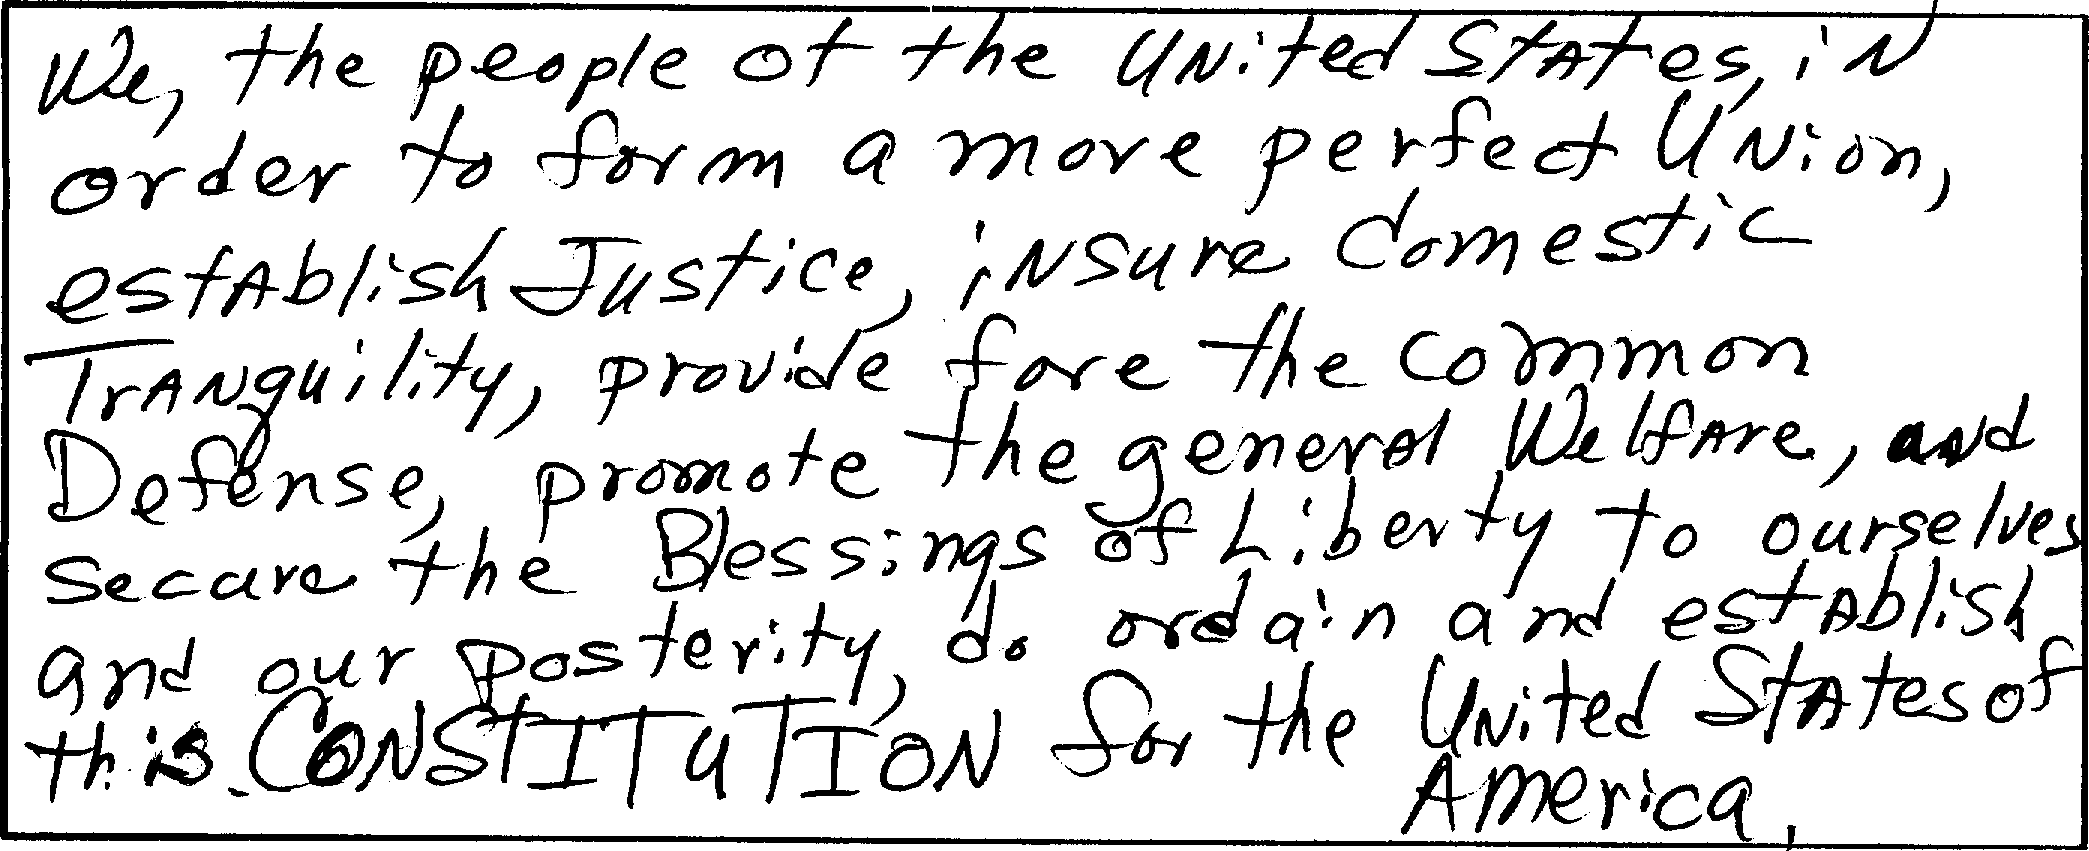 We, the people of the United States, in
order to form a more perfect Union,
establish Justice, insure domestic
Tranquility, provide fore the common
Defense, promote the general Welfare, and
secure the Blessings of Liberty to ourselves
and our posterity, do ordain and establish
this CONSTITUTION for the United States of
America.